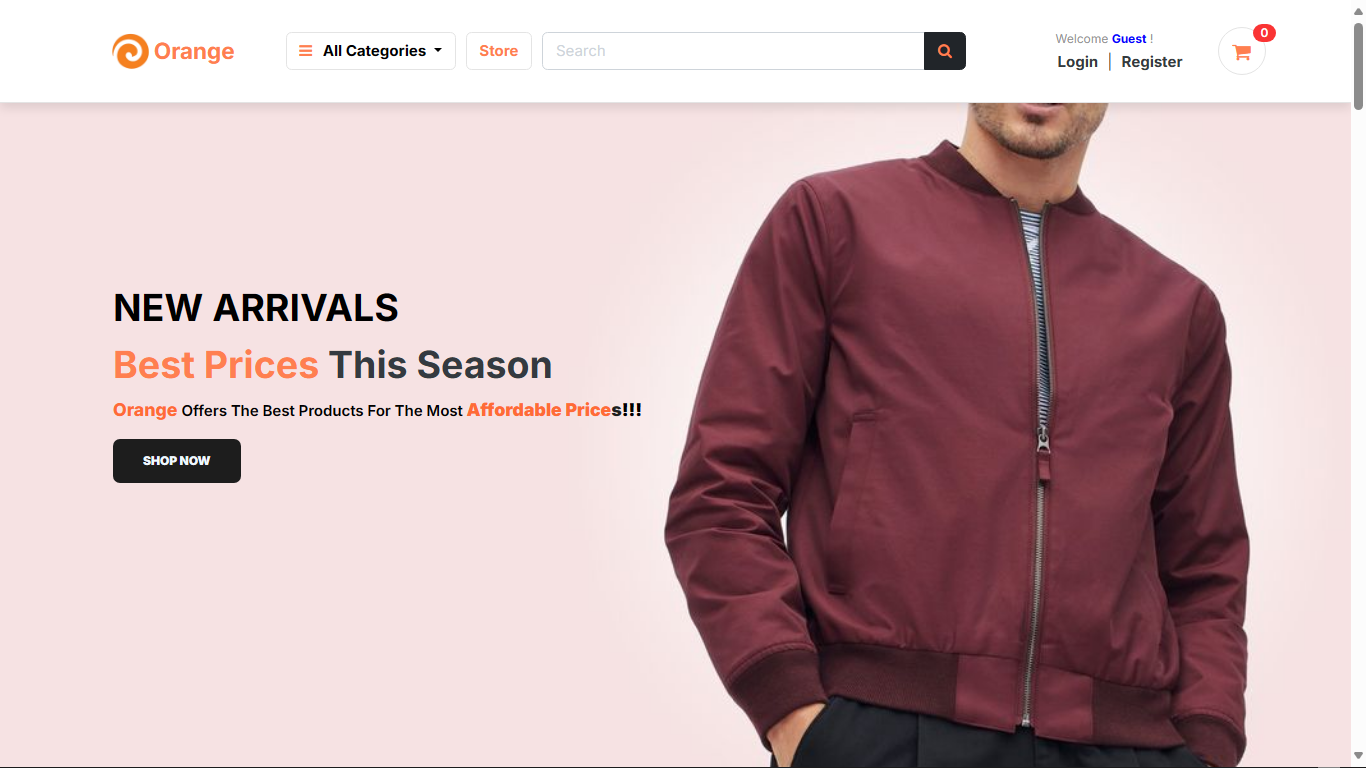 Orange
All Categories
Store
Search
Welcome Guest !
Login | Register
0
NEW ARRIVALS
Best Prices This Season
Orange Offers The Best Products For The Most Affordable Prices!!!
SHOP NOW